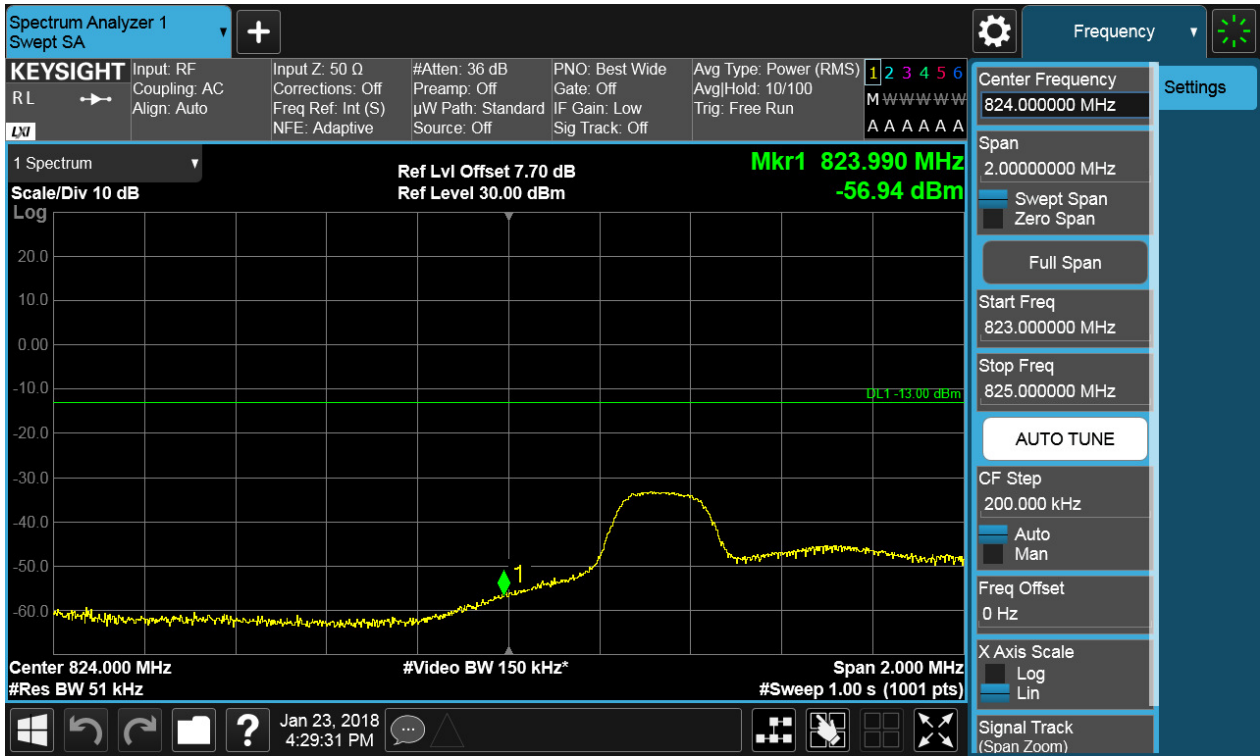 Spectrum Analyzer 1
Swept SA
+
Frequency
KEYSIGHT
RL
LXI
Input: RF
Coupling: AC
Align: Auto
Input Z: 50 Ω
Corrections: Off
Freq Ref: Int (S)
NFE: Adaptive
#Atten: 36 dB
Preamp: Off
µW Path: Standard
Source: Off
PNO: Best Wide
Gate: Off
IF Gain: Low
Sig Track: Off
Avg Type: Power (RMS)
Avg|Hold: 10/100
Trig: Free Run
1 2 3 4 5 6
M W W W W W
A A A A A A
1 Spectrum
Scale/Div 10 dB
Log
Ref Lvl Offset 7.70 dB
Ref Level 30.00 dBm
Mkr1 823.990 MHz
-56.94 dBm
20.0
10.0
0.00
-10.0
-20.0
-30.0
-40.0
-50.0
-60.0
DL1 -13.00 dBm
1
Center 824.000 MHz
#Res BW 51 kHz
#Video BW 150 kHz*
Span 2.000 MHz
#Sweep 1.00 s (1001 pts)
?
Jan 23, 2018
4:29:31 PM
Center Frequency
824.000000 MHz
Span
2.00000000 MHz
Swept Span
Zero Span
Full Span
Start Freq
823.000000 MHz
Stop Freq
825.000000 MHz
AUTO TUNE
CF Step
200.000 kHz
Auto
Man
Freq Offset
0 Hz
X Axis Scale
Log
Lin
Signal Track
(Span Zoom)
Settings